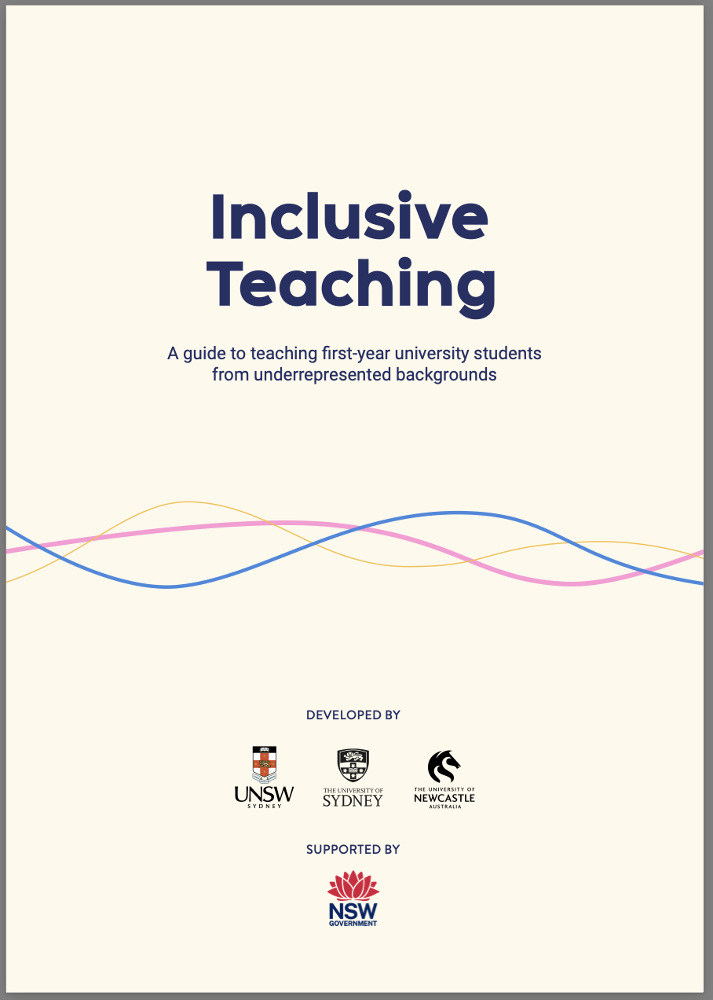 Inclusive
Teaching
A guide to teaching first-year university students
from underrepresented backgrounds
DEVELOPED BY
UNSW
SYDNEY
THE UNIVERSITY OF
SYDNEY
THE UNIVERSITY OF
NEWCASTLE
AUSTRALIA
SUPPORTED BY
NSW
GOVERNMENT